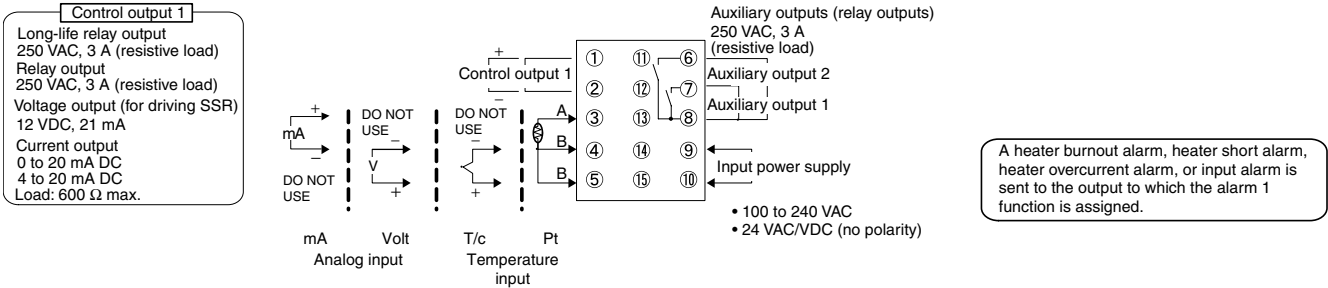 Control output 1
Long-life relay output
250 VAC, 3 A (resistive load)
Relay output
250 VAC, 3 A (resistive load)
Voltage output (for driving SSR)
12 VDC, 21 mA
Current output
0 to 20 mA DC
4 to 20 mA DC
Load: 600 Ω max.
Auxiliary outputs (relay outputs)
250 VAC, 3 A
(resistive load)
+
Control output 1
−
Auxiliary output 2
Auxiliary output 1
① ⑪ ⑥
② ⑫ ⑦
③ ⑬ ⑧
④ ⑭ ⑨
⑤ ⑮ ⑩
A
B
B
+
mA
−
DO NOT
USE
DO NOT
USE
−
V
+
DO NOT
USE
−
+
Input power supply
• 100 to 240 VAC
• 24 VAC/VDC (no polarity)
mA Volt T/c Pt
Analog input
Temperature
input
A heater burnout alarm, heater short alarm,
heater overcurrent alarm, or input alarm is
sent to the output to which the alarm 1
function is assigned.